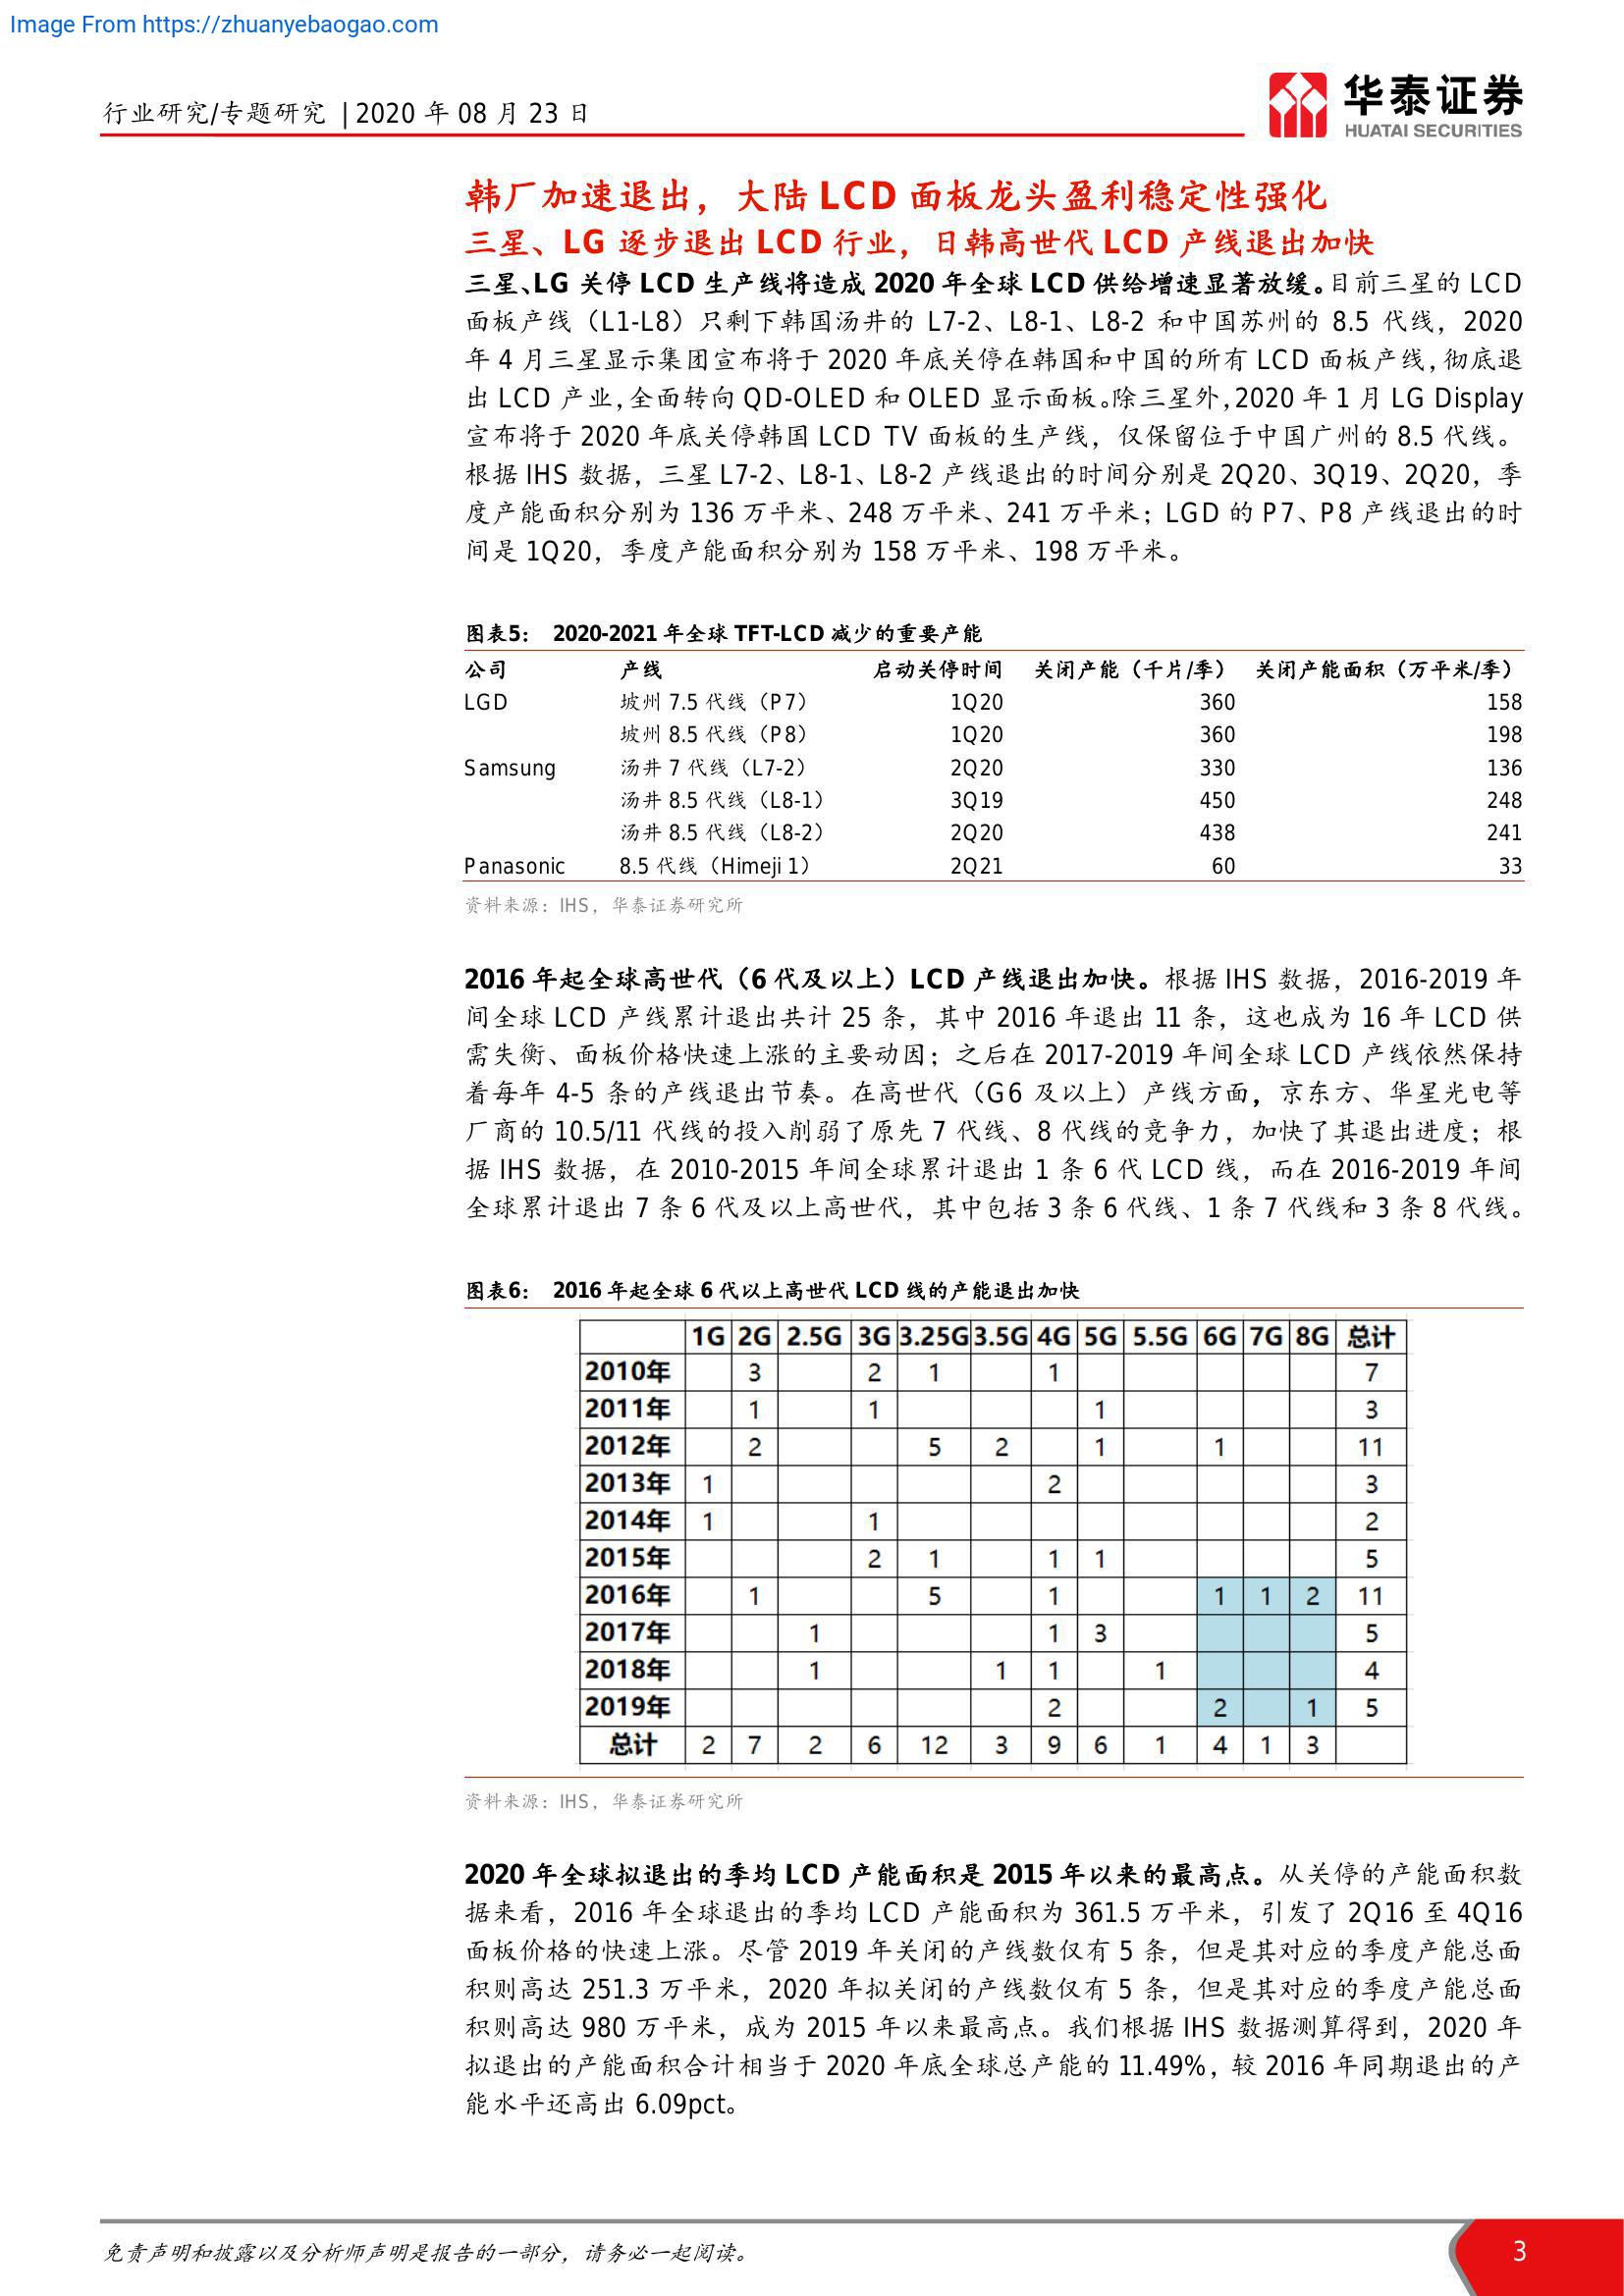 Image From https://zhuanyebaogao.com
行业研究/专题研究 | 2020 年 08 月 23 日
华泰证券
HUATAI SECURITIES
韩厂加速退出，大陆 LCD 面板龙头盈利稳定性强化
三星、LG 逐步退出 LCD 行业，日韩高世代 LCD 产线退出加快
三星、LG 关停 LCD 生产线将造成 2020 年全球 LCD 供给增速显著放缓。目前三星的 LCD
面板产线（L1-L8）只剩下韩国汤井的 L7-2、L8-1、L8-2 和中国苏州的 8.5 代线，2020
年 4 月三星显示集团宣布将于 2020 年底关停在韩国和中国的所有 LCD 面板产线，彻底退
出 LCD 产业，全面转向 QD-OLED 和 OLED 显示面板。除三星外，2020 年 1 月 LG Display
宣布将于 2020 年底关停韩国 LCD TV 面板的生产线，仅保留位于中国广州的 8.5 代线。
根据 IHS 数据，三星 L7-2、L8-1、L8-2 产线退出的时间分别是 2Q20、3Q19、2Q20，季
度产能面积分别为 136 万平米、248 万平米、241 万平米；LGD 的 P7、P8 产线退出的时
间是 1Q20，季度产能面积分别为 158 万平米、198 万平米。
图表5： 2020-2021 年全球 TFT-LCD 减少的重要产能
公司 产线 启动关停时间 关闭产能（千片/季） 关闭产能面积（万平米/季）
LGD 坡州 7.5 代线（P7） 1Q20 360 158
坡州 8.5 代线（P8） 1Q20 360 198
Samsung 汤井 7 代线（L7-2） 2Q20 330 136
汤井 8.5 代线（L8-1） 3Q19 450 248
汤井 8.5 代线（L8-2） 2Q20 438 241
Panasonic 8.5 代线（Himeji 1） 2Q21 60 33
资料来源：IHS，华泰证券研究所
2016 年起全球高世代（6 代及以上）LCD 产线退出加快。根据 IHS 数据，2016-2019 年
间全球 LCD 产线累计退出共计 25 条，其中 2016 年退出 11 条，这也成为 16 年 LCD 供
需失衡、面板价格快速上涨的主要动因；之后在 2017-2019 年间全球 LCD 产线依然保持
着每年 4-5 条的产线退出节奏。在高世代（G6 及以上）产线方面，京东方、华星光电等
厂商的 10.5/11 代线的投入削弱了原先 7 代线、8 代线的竞争力，加快了其退出进度；根
据 IHS 数据，在 2010-2015 年间全球累计退出 1 条 6 代 LCD 线，而在 2016-2019 年间
全球累计退出 7 条 6 代及以上高世代，其中包括 3 条 6 代线、1 条 7 代线和 3 条 8 代线。
图表6： 2016 年起全球 6 代以上高世代 LCD 线的产能退出加快
1G 2G 2.5G 3G 3.25G 3.5G 4G 5G 5.5G 6G 7G 8G 总计
2010年 3 2 1 1 7
2011年 1 1 1 3
2012年 2 5 2 1 1 11
2013年 1 2 3
2014年 1 1 2
2015年 2 1 1 1 5
2016年 1 5 1 1 1 2 11
2017年 1 1 3 5
2018年 1 1 1 1 4
2019年 2 2 1 5
总计 2 7 2 6 12 3 9 6 1 4 1 3
资料来源：IHS，华泰证券研究所
2020 年全球拟退出的季均 LCD 产能面积是 2015 年以来的最高点。从关停的产能面积数
据来看，2016 年全球退出的季均 LCD 产能面积为 361.5 万平米，引发了 2Q16 至 4Q16
面板价格的快速上涨。尽管 2019 年关闭的产线数仅有 5 条，但是其对应的季度产能总面
积则高达 251.3 万平米，2020 年拟关闭的产线数仅有 5 条，但是其对应的季度产能总面
积则高达 980 万平米，成为 2015 年以来最高点。我们根据 IHS 数据测算得到，2020 年
拟退出的产能面积合计相当于 2020 年底全球总产能的 11.49%，较 2016 年同期退出的产
能水平还高出 6.09pct。
免责声明和披露以及分析师声明是报告的一部分，请务必一起阅读。 3